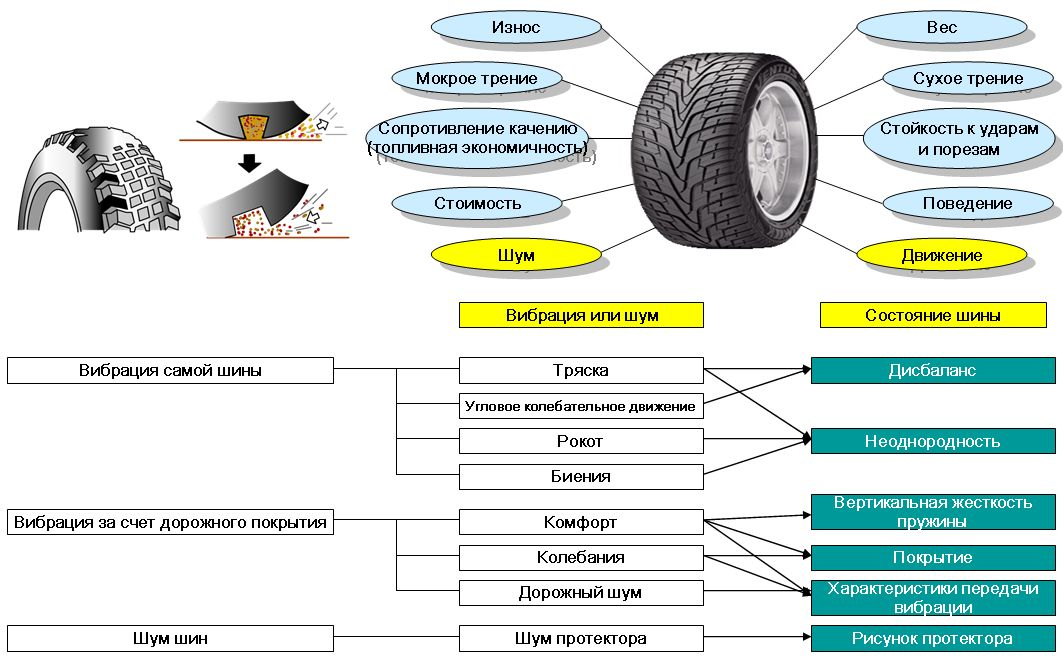 Износ
Вес
Мокрое трение
Сухое трение
Сопротивление качению
(топливная экономичность)
Стойкость к ударам
и порезам
Стоимость
Поведение
Шум
Движение
Вибрация или шум
Состояние шины
Вибрация самой шины
Тряска
Дисбаланс
Угловое колебательное движение
Рокот
Неоднородность
Биения
Вибрация за счет дорожного покрытия
Комфорт
Вертикальная жесткость
пружины
Колебания
Покрытие
Дорожный шум
Характеристики передачи
вибрации
Шум шин
Шум протектора
Рисунок протектора